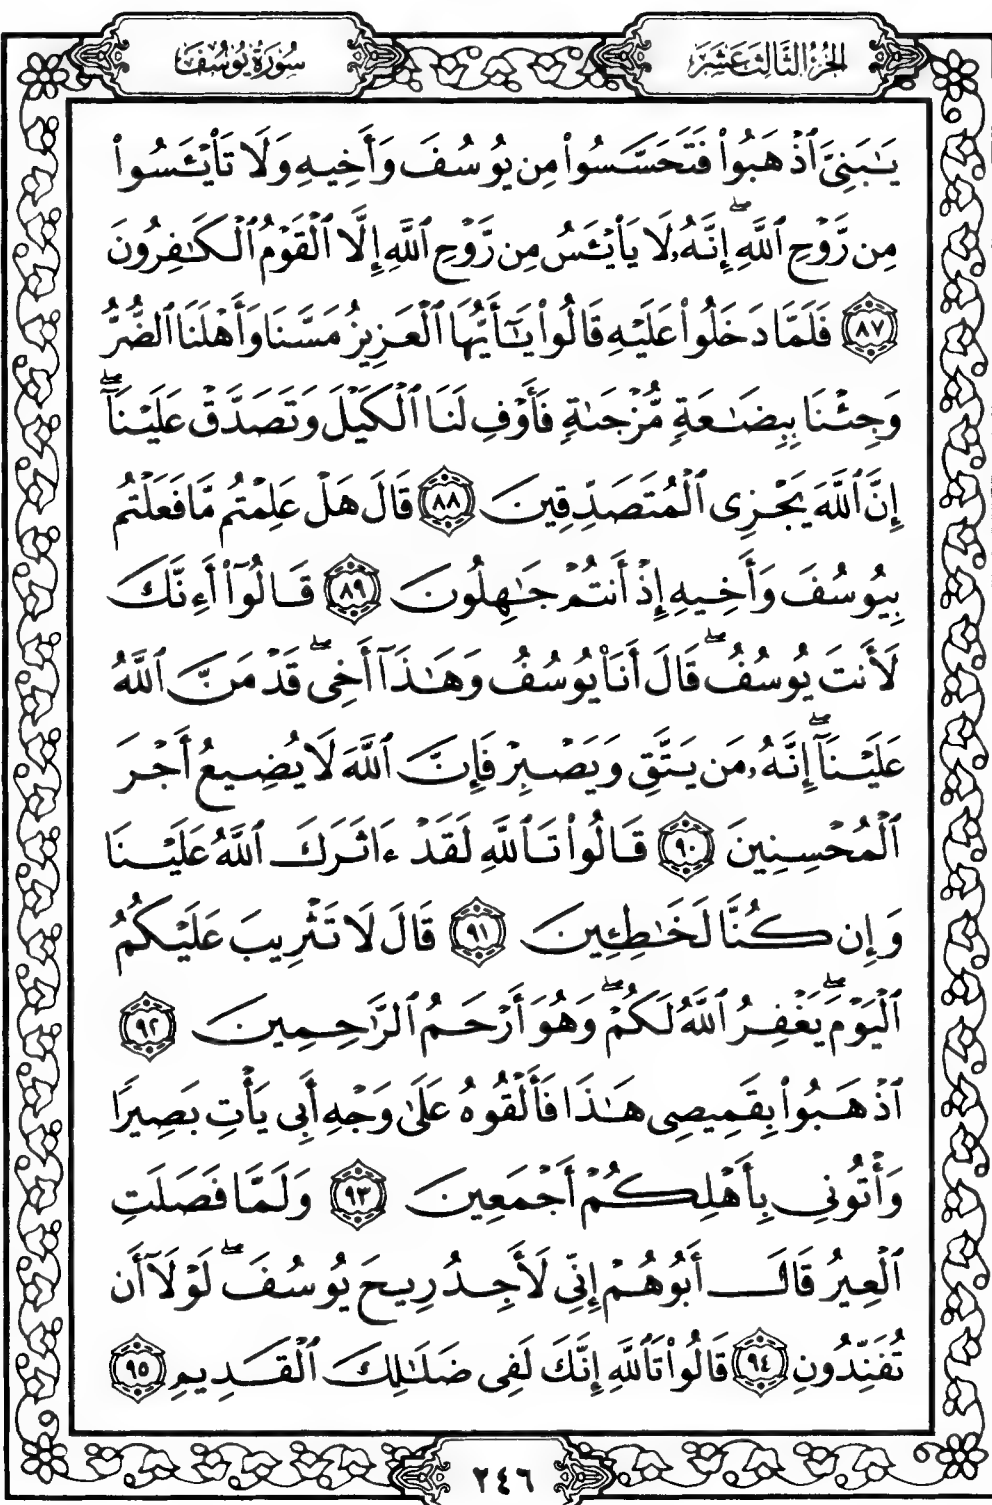 الجزء الثالث عشر
سورة يوسف
يَـٰبَنِىَّ ٱذْهَبُوا۟ فَتَحَسَّسُوا۟ مِن يُوسُفَ وَأَخِيهِ وَلَا تَا۟يْـَٔسُوا۟
مِن رَّوْحِ ٱللَّهِ ۖ إِنَّهُۥ لَا يَا۟يْـَٔسُ مِن رَّوْحِ ٱللَّهِ إِلَّا ٱلْقَوْمُ ٱلْكَـٰفِرُونَ
٨٧ فَلَمَّا دَخَلُوا۟ عَلَيْهِ قَالُوا۟ يَـٰٓأَيُّهَا ٱلْعَزِيزُ مَسَّنَا وَأَهْلَنَا ٱلضُّرُّ
وَجِئْنَا بِبِضَـٰعَةٍ مُّزْجَىٰةٍ فَأَوْفِ لَنَا ٱلْكَيْلَ وَتَصَدَّقْ عَلَيْنَآ ۖ
إِنَّ ٱللَّهَ يَجْزِى ٱلْمُتَصَدِّقِينَ ٨٨ قَالَ هَلْ عَلِمْتُم مَّا فَعَلْتُم
بِيُوسُفَ وَأَخِيهِ إِذْ أَنتُمْ جَـٰهِلُونَ ٨٩ قَالُوٓا۟ أَءِنَّكَ
لَأَنتَ يُوسُفُ ۖ قَالَ أَنَا۠ يُوسُفُ وَهَـٰذَآ أَخِى ۖ قَدْ مَنَّ ٱللَّهُ
عَلَيْنَآ ۖ إِنَّهُۥ مَن يَتَّقِ وَيَصْبِرْ فَإِنَّ ٱللَّهَ لَا يُضِيعُ أَجْرَ
ٱلْمُحْسِنِينَ ٩٠ قَالُوا۟ تَٱللَّهِ لَقَدْ ءَاثَرَكَ ٱللَّهُ عَلَيْنَا
وَإِن كُنَّا لَخَـٰطِـِٔينَ ٩١ قَالَ لَا تَثْرِيبَ عَلَيْكُمُ
ٱلْيَوْمَ ۖ يَغْفِرُ ٱللَّهُ لَكُمْ ۖ وَهُوَ أَرْحَمُ ٱلرَّٰحِمِينَ ٩٢
ٱذْهَبُوا۟ بِقَمِيصِى هَـٰذَا فَأَلْقُوهُ عَلَىٰ وَجْهِ أَبِى يَأْتِ بَصِيرًا
وَأْتُونِى بِأَهْلِكُمْ أَجْمَعِينَ ٩٣ وَلَمَّا فَصَلَتِ
ٱلْعِيرُ قَالَ أَبُوهُمْ إِنِّى لَأَجِدُ رِيحَ يُوسُفَ ۖ لَوْلَآ أَن
تُفَنِّدُونِ ٩٤ قَالُوا۟ تَٱللَّهِ إِنَّكَ لَفِى ضَلَـٰلِكَ ٱلْقَدِيمِ ٩٥
٢٤٦